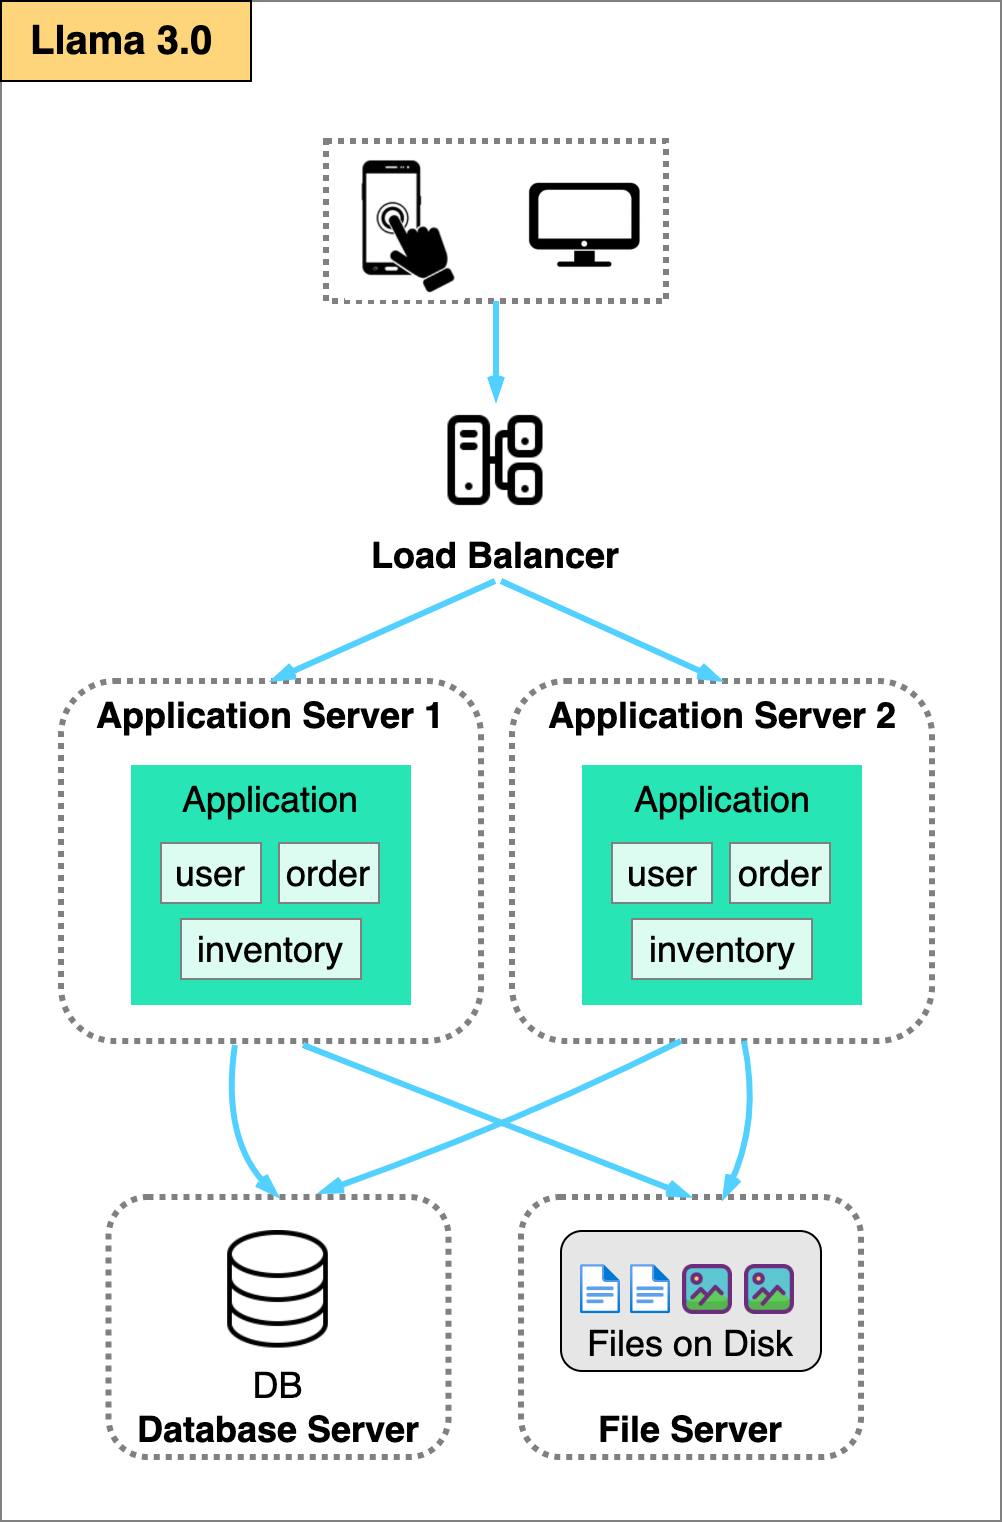 Llama 3.0
Load Balancer
Application Server 1
Application
user
order
inventory
Application Server 2
Application
user
order
inventory
DB
Database Server
Files on Disk
File Server